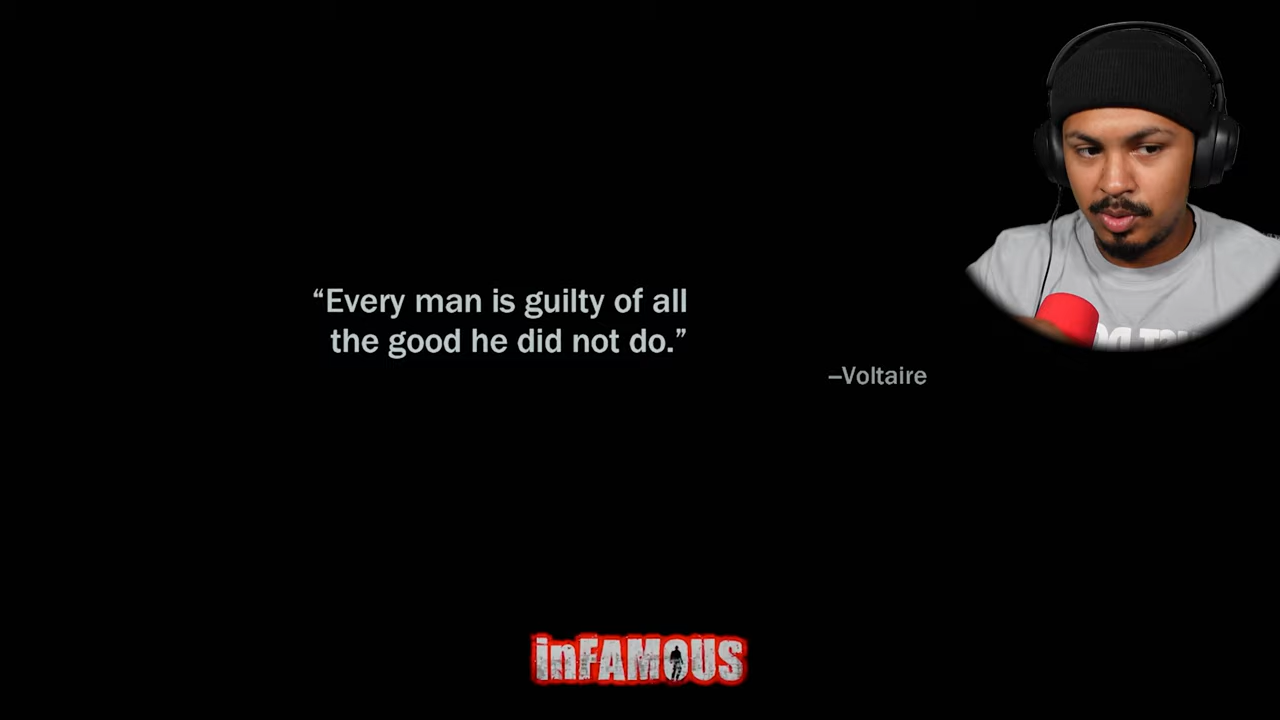 “Every man is guilty of all
the good he did not do.”
–Voltaire
inFAMOUS